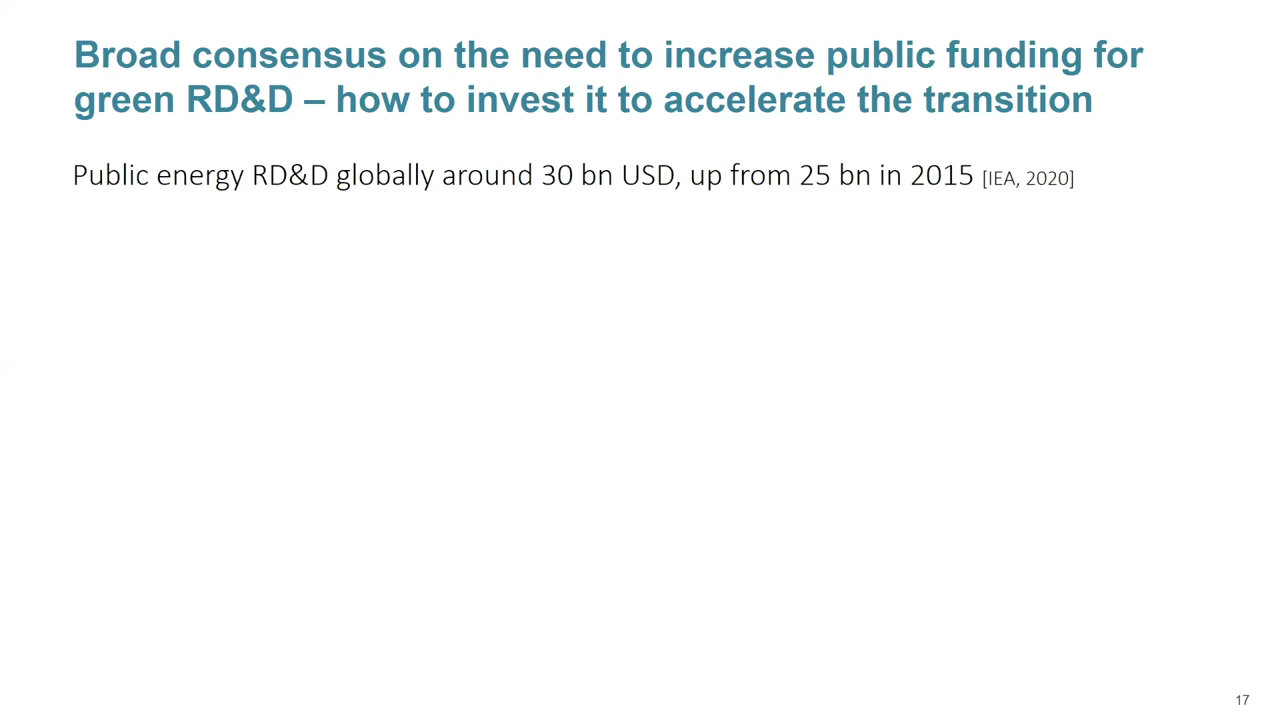 Broad consensus on the need to increase public funding for
green RD&D – how to invest it to accelerate the transition
Public energy RD&D globally around 30 bn USD, up from 25 bn in 2015 [IEA, 2020]
17